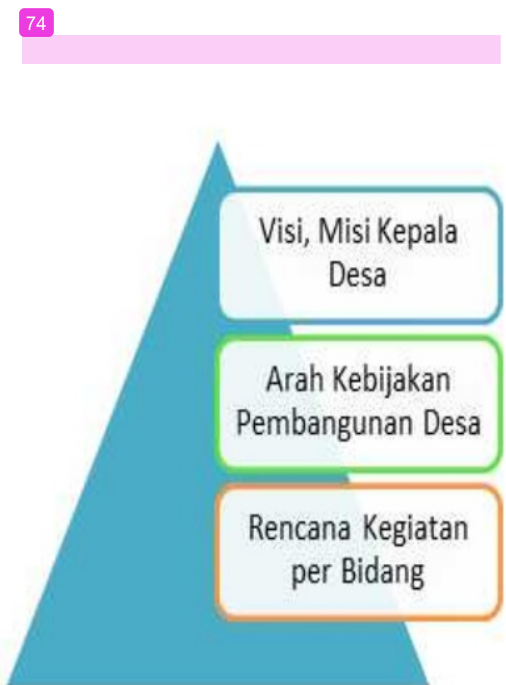 74
Visi, Misi Kepala
Desa
Arah Kebijakan
Pembangunan Desa
Rencana Kegiatan
per Bidang